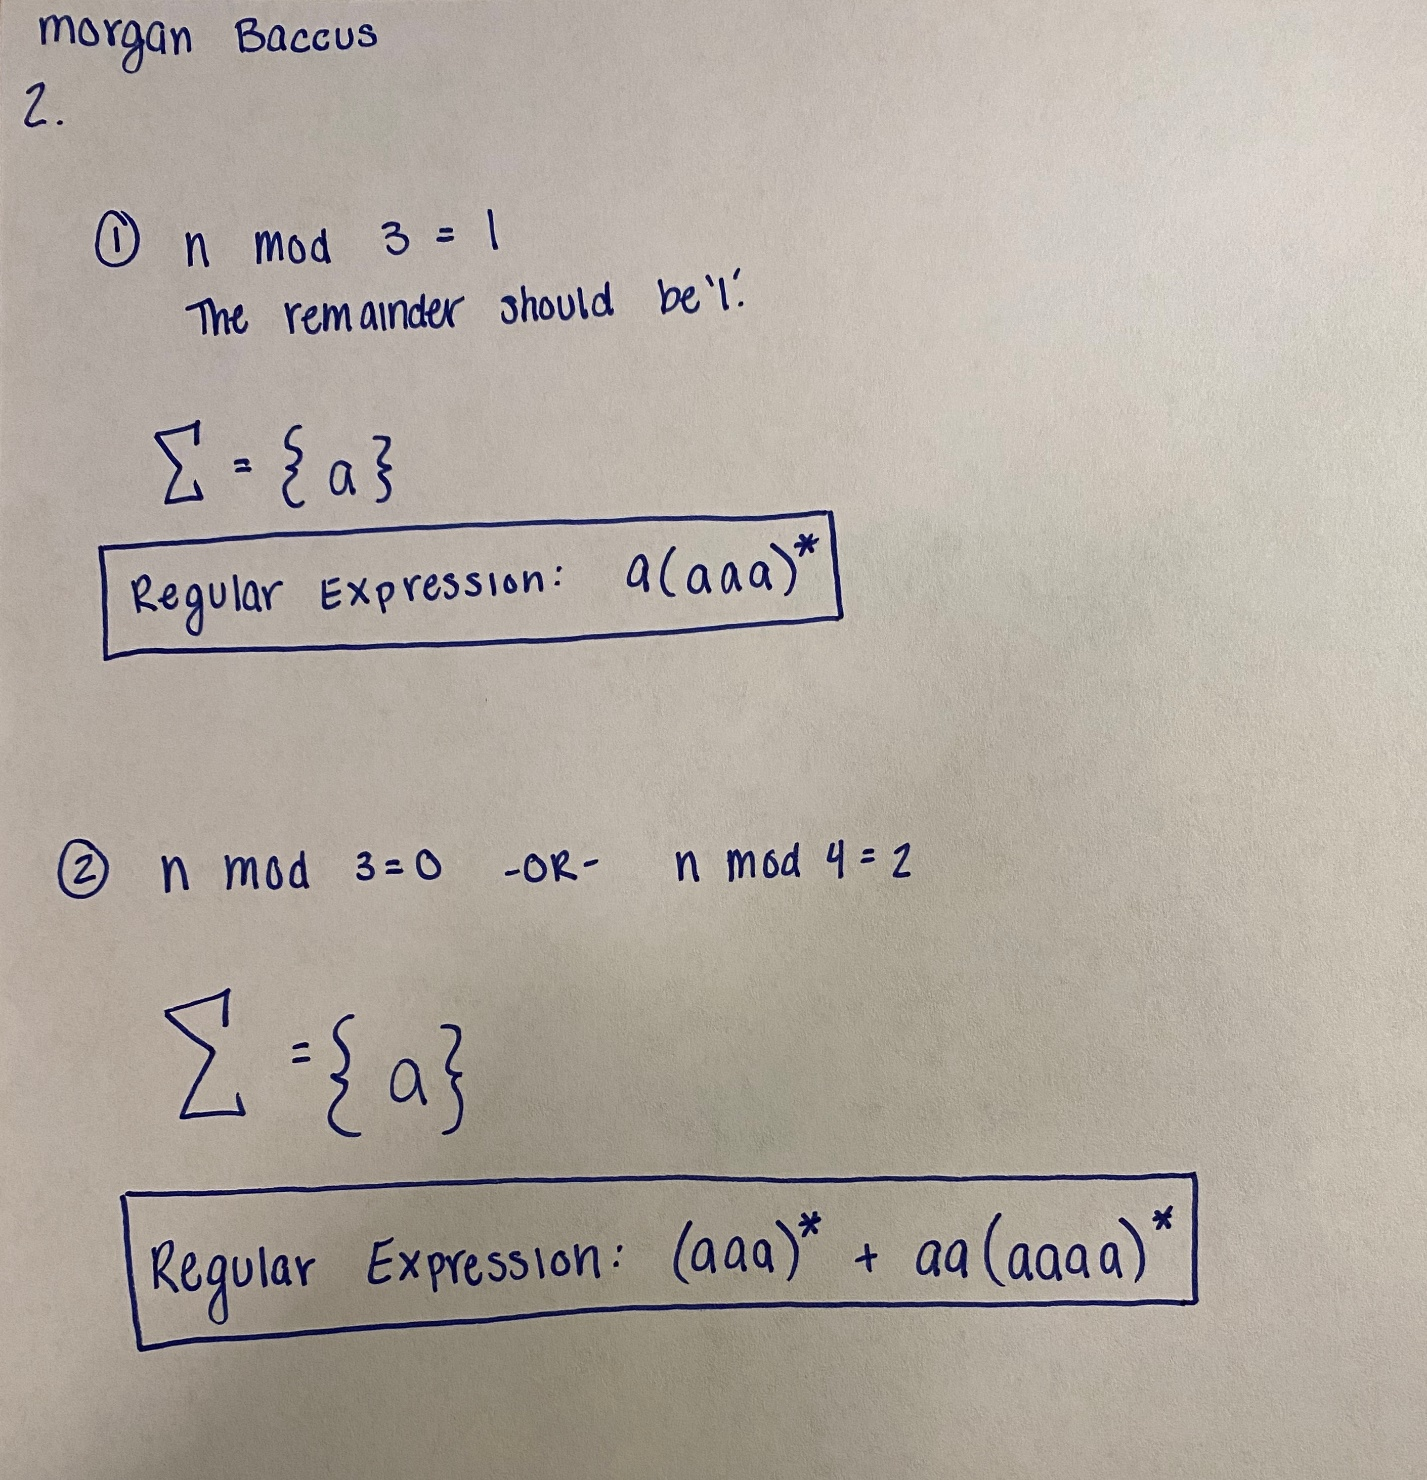 morgan Baccus
2.
① n mod 3 = 1
The remainder should be '1'.
Σ = {a}
Regular Expression: a(aaa)*
② n mod 3=0 -OR- n mod 4=2
Σ = {a}
Regular Expression: (aaa)* + aa(aaaa)*